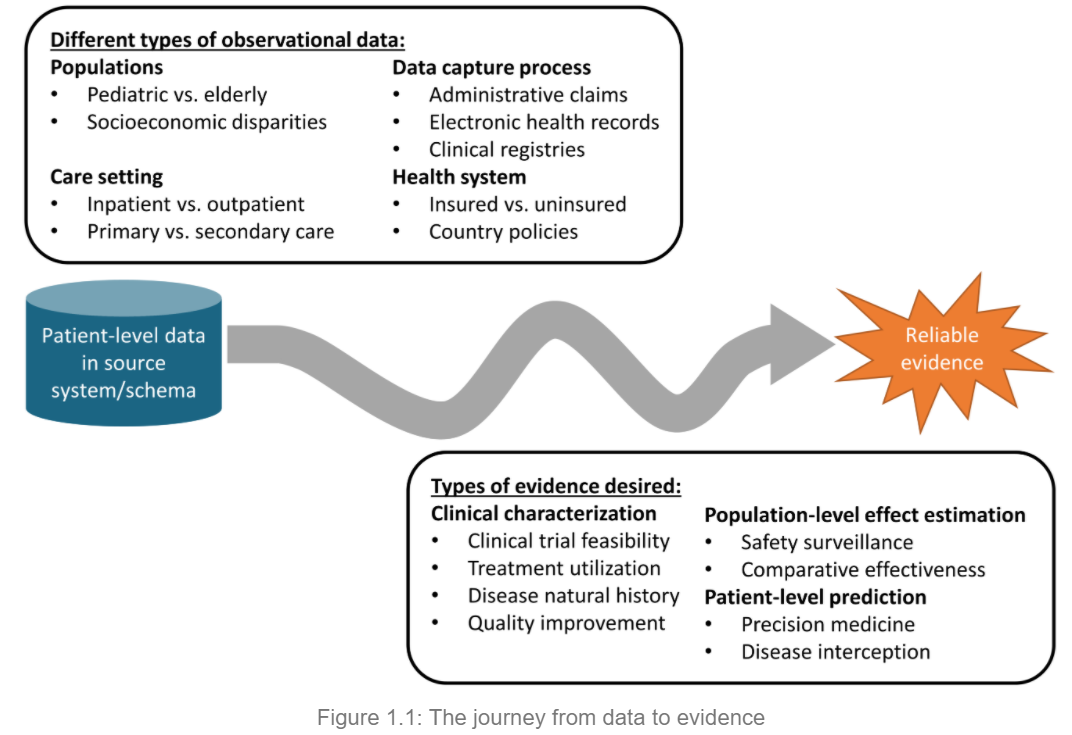 Different types of observational data:
Populations
• Pediatric vs. elderly
• Socioeconomic disparities
Care setting
• Inpatient vs. outpatient
• Primary vs. secondary care
Data capture process
• Administrative claims
• Electronic health records
• Clinical registries
Health system
• Insured vs. uninsured
• Country policies
Patient-level data
in source
system/schema
Reliable
evidence
Types of evidence desired:
Clinical characterization
• Clinical trial feasibility
• Treatment utilization
• Disease natural history
• Quality improvement
Population-level effect estimation
• Safety surveillance
• Comparative effectiveness
Patient-level prediction
• Precision medicine
• Disease interception
Figure 1.1: The journey from data to evidence